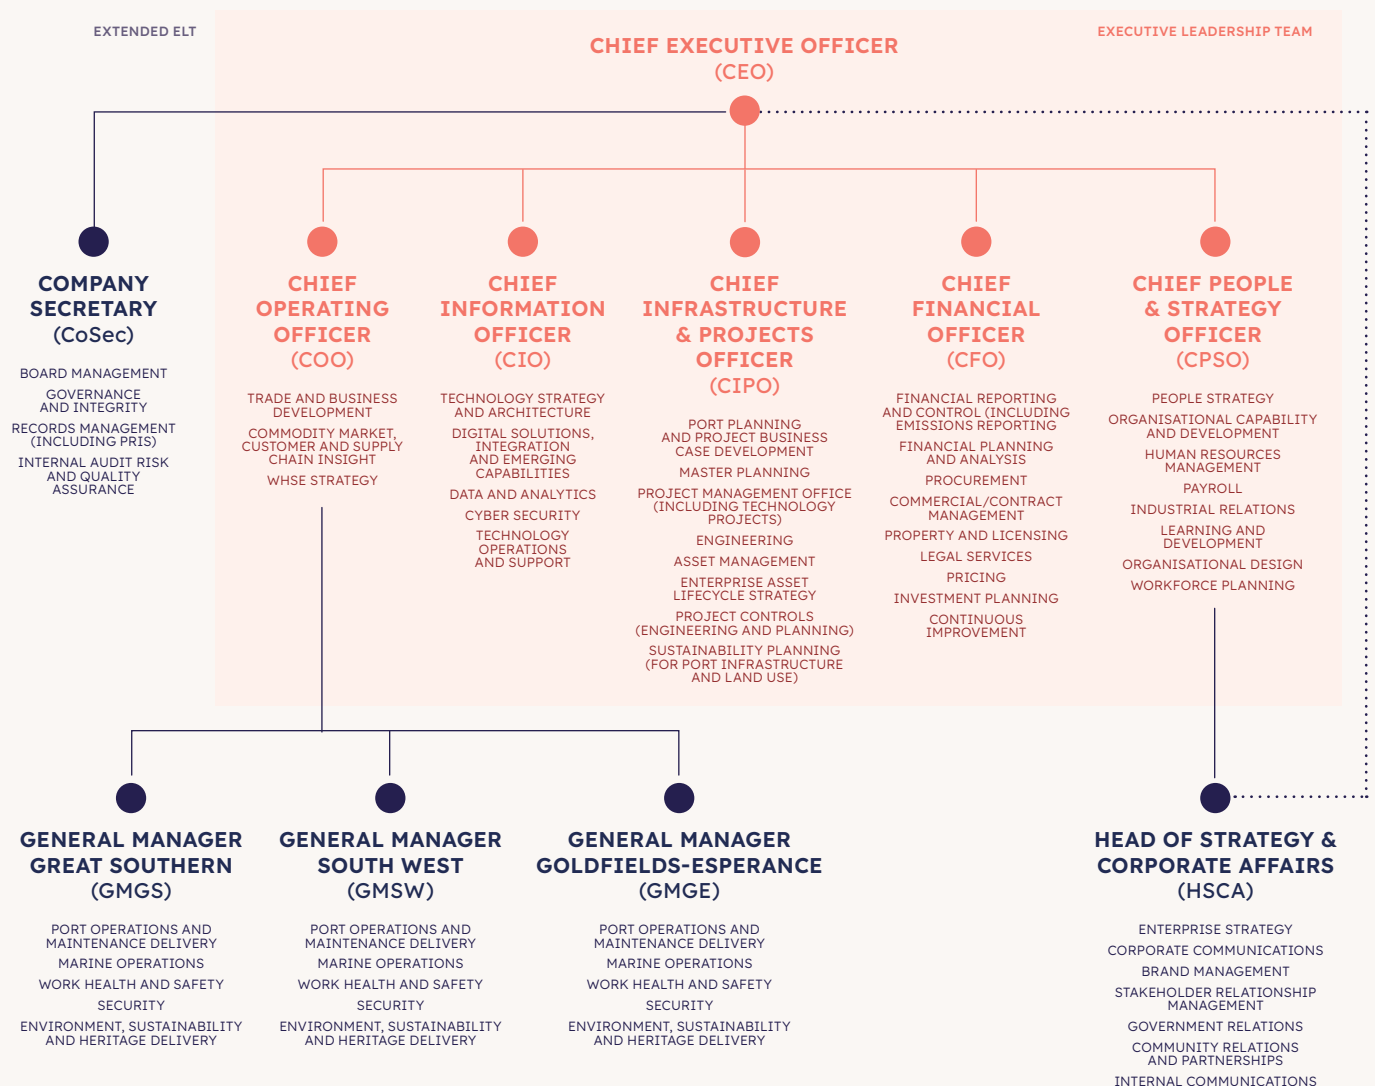 EXTENDED ELT
EXECUTIVE LEADERSHIP TEAM
CHIEF EXECUTIVE OFFICER
(CEO)
COMPANY
SECRETARY
(CoSec)
BOARD MANAGEMENT
GOVERNANCE
AND INTEGRITY
RECORDS MANAGEMENT
(INCLUDING PRIS)
INTERNAL AUDIT RISK
AND QUALITY
ASSURANCE
CHIEF
OPERATING
OFFICER
(COO)
TRADE AND BUSINESS
DEVELOPMENT
COMMODITY MARKET,
CUSTOMER AND SUPPLY
CHAIN INSIGHT
WHSE STRATEGY
CHIEF
INFORMATION
OFFICER
(CIO)
TECHNOLOGY STRATEGY
AND ARCHITECTURE
DIGITAL SOLUTIONS,
INTEGRATION
AND EMERGING
CAPABILITIES
DATA AND ANALYTICS
CYBER SECURITY
TECHNOLOGY
OPERATIONS
AND SUPPORT
CHIEF
INFRASTRUCTURE
& PROJECTS
OFFICER
(CIPO)
PORT PLANNING
AND PROJECT BUSINESS
CASE DEVELOPMENT
MASTER PLANNING
PROJECT MANAGEMENT OFFICE
(INCLUDING TECHNOLOGY
PROJECTS)
ENGINEERING
ASSET MANAGEMENT
ENTERPRISE ASSET
LIFECYCLE STRATEGY
PROJECT CONTROLS
(ENGINEERING AND PLANNING)
SUSTAINABILITY PLANNING
(FOR PORT INFRASTRUCTURE
AND LAND USE)
CHIEF
FINANCIAL
OFFICER
(CFO)
FINANCIAL REPORTING
AND CONTROL (INCLUDING
EMISSIONS REPORTING
FINANCIAL PLANNING
AND ANALYSIS
PROCUREMENT
COMMERCIAL/CONTRACT
MANAGEMENT
PROPERTY AND LICENSING
LEGAL SERVICES
PRICING
INVESTMENT PLANNING
CONTINUOUS
IMPROVEMENT
CHIEF PEOPLE
& STRATEGY
OFFICER
(CPSO)
PEOPLE STRATEGY
ORGANISATIONAL CAPABILITY
AND DEVELOPMENT
HUMAN RESOURCES
MANAGEMENT
PAYROLL
INDUSTRIAL RELATIONS
LEARNING AND
DEVELOPMENT
ORGANISATIONAL DESIGN
WORKFORCE PLANNING
GENERAL MANAGER
GREAT SOUTHERN
(GMGS)
PORT OPERATIONS AND
MAINTENANCE DELIVERY
MARINE OPERATIONS
WORK HEALTH AND SAFETY
SECURITY
ENVIRONMENT, SUSTAINABILITY
AND HERITAGE DELIVERY
GENERAL MANAGER
SOUTH WEST
(GMSW)
PORT OPERATIONS AND
MAINTENANCE DELIVERY
MARINE OPERATIONS
WORK HEALTH AND SAFETY
SECURITY
ENVIRONMENT, SUSTAINABILITY
AND HERITAGE DELIVERY
GENERAL MANAGER
GOLDFIELDS-ESPERANCE
(GMGE)
PORT OPERATIONS AND
MAINTENANCE DELIVERY
MARINE OPERATIONS
WORK HEALTH AND SAFETY
SECURITY
ENVIRONMENT, SUSTAINABILITY
AND HERITAGE DELIVERY
HEAD OF STRATEGY &
CORPORATE AFFAIRS
(HSCA)
ENTERPRISE STRATEGY
CORPORATE COMMUNICATIONS
BRAND MANAGEMENT
STAKEHOLDER RELATIONSHIP
MANAGEMENT
GOVERNMENT RELATIONS
COMMUNITY RELATIONS
AND PARTNERSHIPS
INTERNAL COMMUNICATIONS